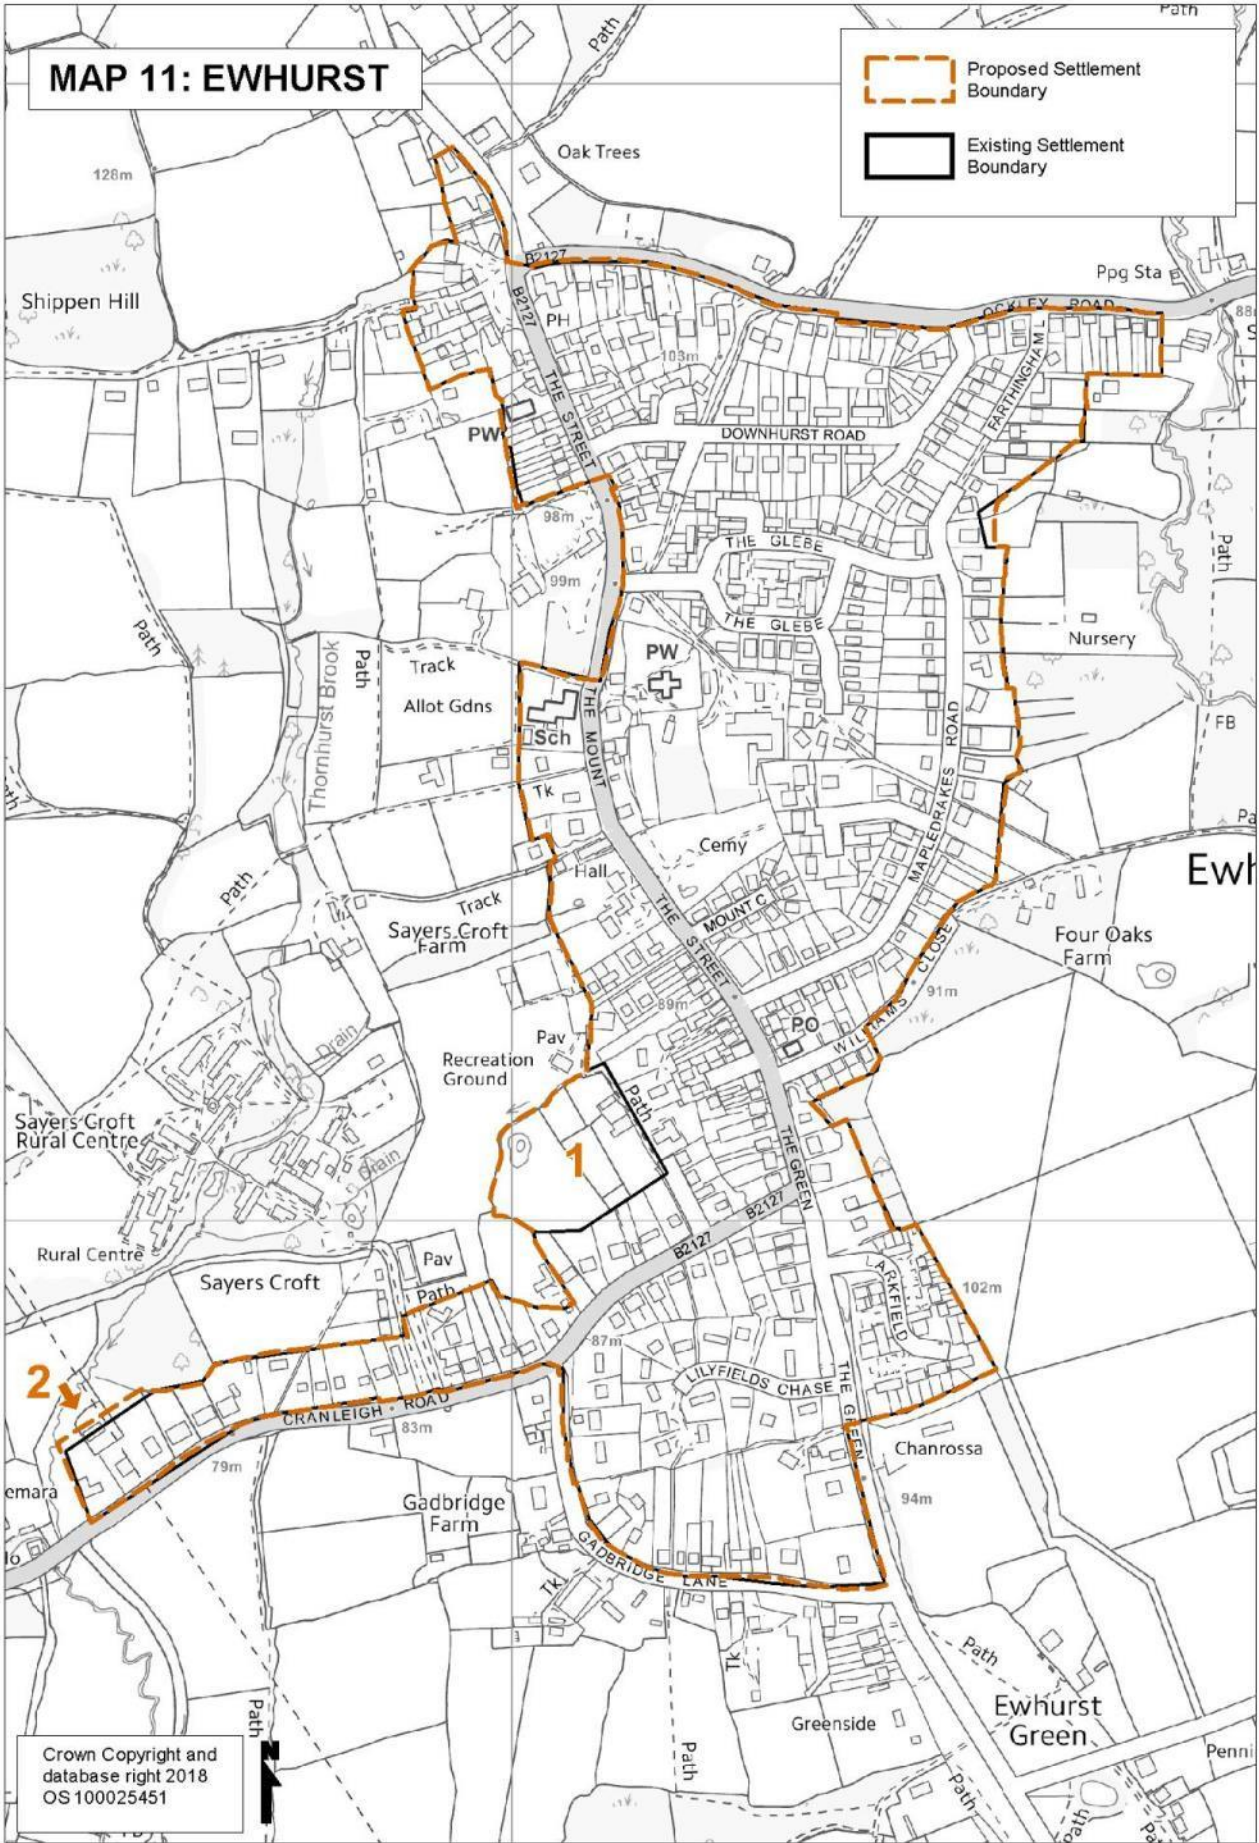 Path
Path
MAP 11: EWHURST
Proposed Settlement
Boundary
Existing Settlement
Boundary
Oak Trees
128m
B2127
Ppg Sta
Shippen Hill
OCKLEY ROAD
B2127
PH
103m
THE STREET
FARTHINGHAM L
PW
DOWNHURST ROAD
98m
THE GLEBE
Path
99m
THE GLEBE
Path
Nursery
PW
Track
Thornhurst Brook
Path
Allot Gdns
Sch
THE MOUNT
MAPLEDRAKES ROAD
FB
Tk
Cemy
Hall
Path
Ewh
Track
THE STREET
MOUNT C
Sayers Croft
Farm
Four Oaks
Farm
CLOSE
91m
89m
PO
WILLIAMS
Pav
Drain
Recreation
Ground
Path
Sayers Croft
Rural Centre
THE GREEN
1
Drain
B2127
B2127
Rural Centre
Pav
Sayers Croft
Path
LARKFIELD
102m
87m
2
LILYFIELDS CHASE
THE GREEN
CRANLEIGH ROAD
83m
Chanrossa
79m
emara
94m
Gadbridge
Farm
GADBRIDGE LANE
Tk
Tk
Path
Ewhurst
Green
Greenside
Path
Path
Penni
Crown Copyright and
database right 2018
OS 100025451
N
Path
Path